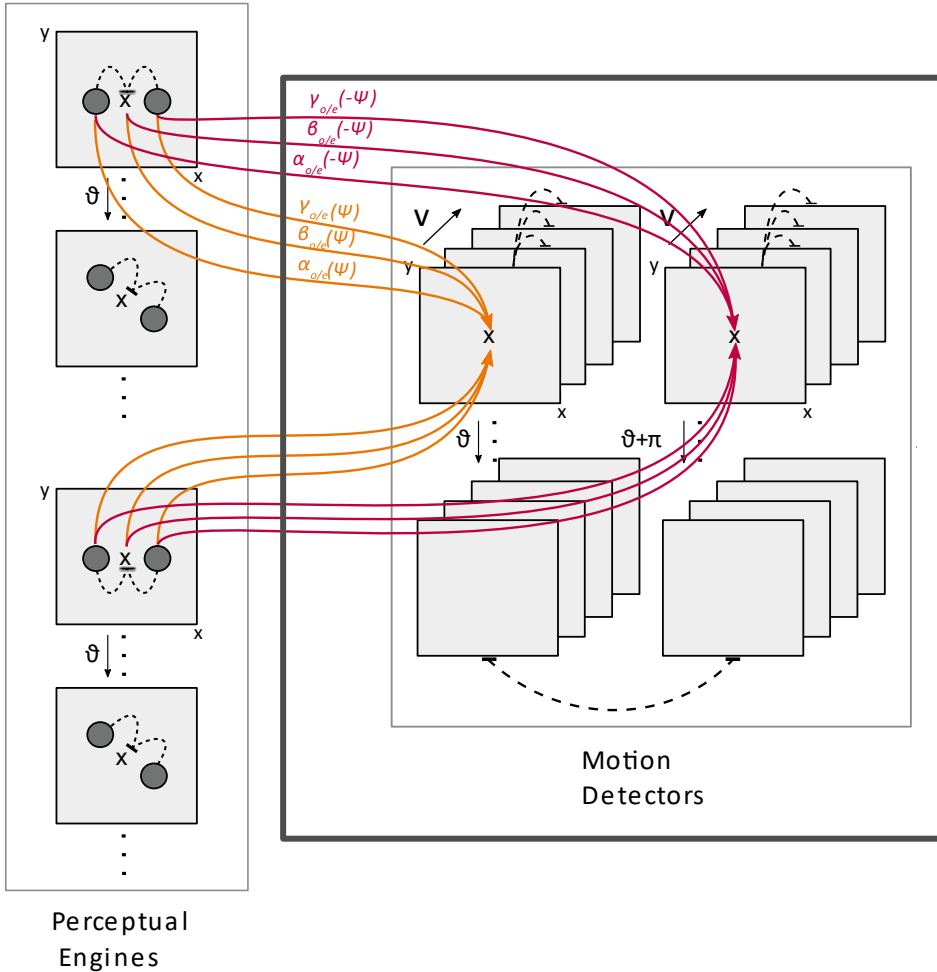 y
x
γo/e(-Ψ)
βo/e(-Ψ)
αo/e(-Ψ)
x
ϑ
γo/e(Ψ)
βo/e(Ψ)
αo/e(Ψ)
V
V
y
y
x
x
x
x
x
ϑ
ϑ+π
y
x
x
ϑ
x
Motion
Detectors
Perceptual
Engines